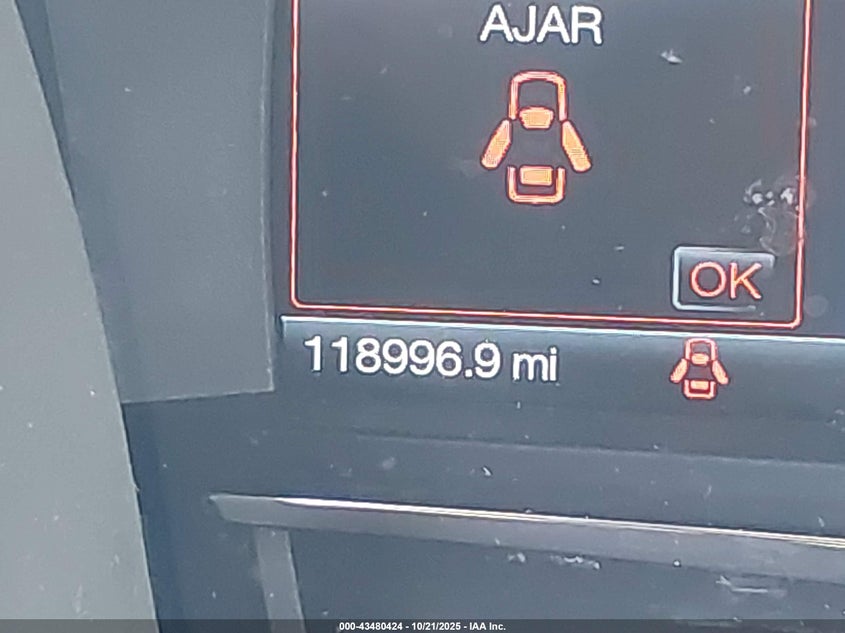 AJAR
OK
118996.9 mi
000-43480424 - 10/21/2025 - IAA Inc.